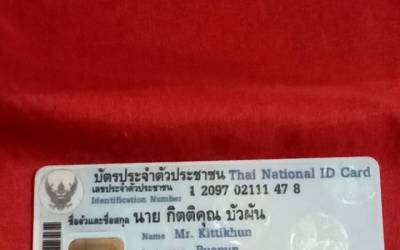 บัตรประจำตัวประชาชน Thai National ID Card
เลขประจำตัวประชาชน 1 2097 02111 47 8
Identification Number
ชื่อตัวและชื่อสกุล นาย กิตติคุณ บัวผัน
Name Mr. Kittikhun